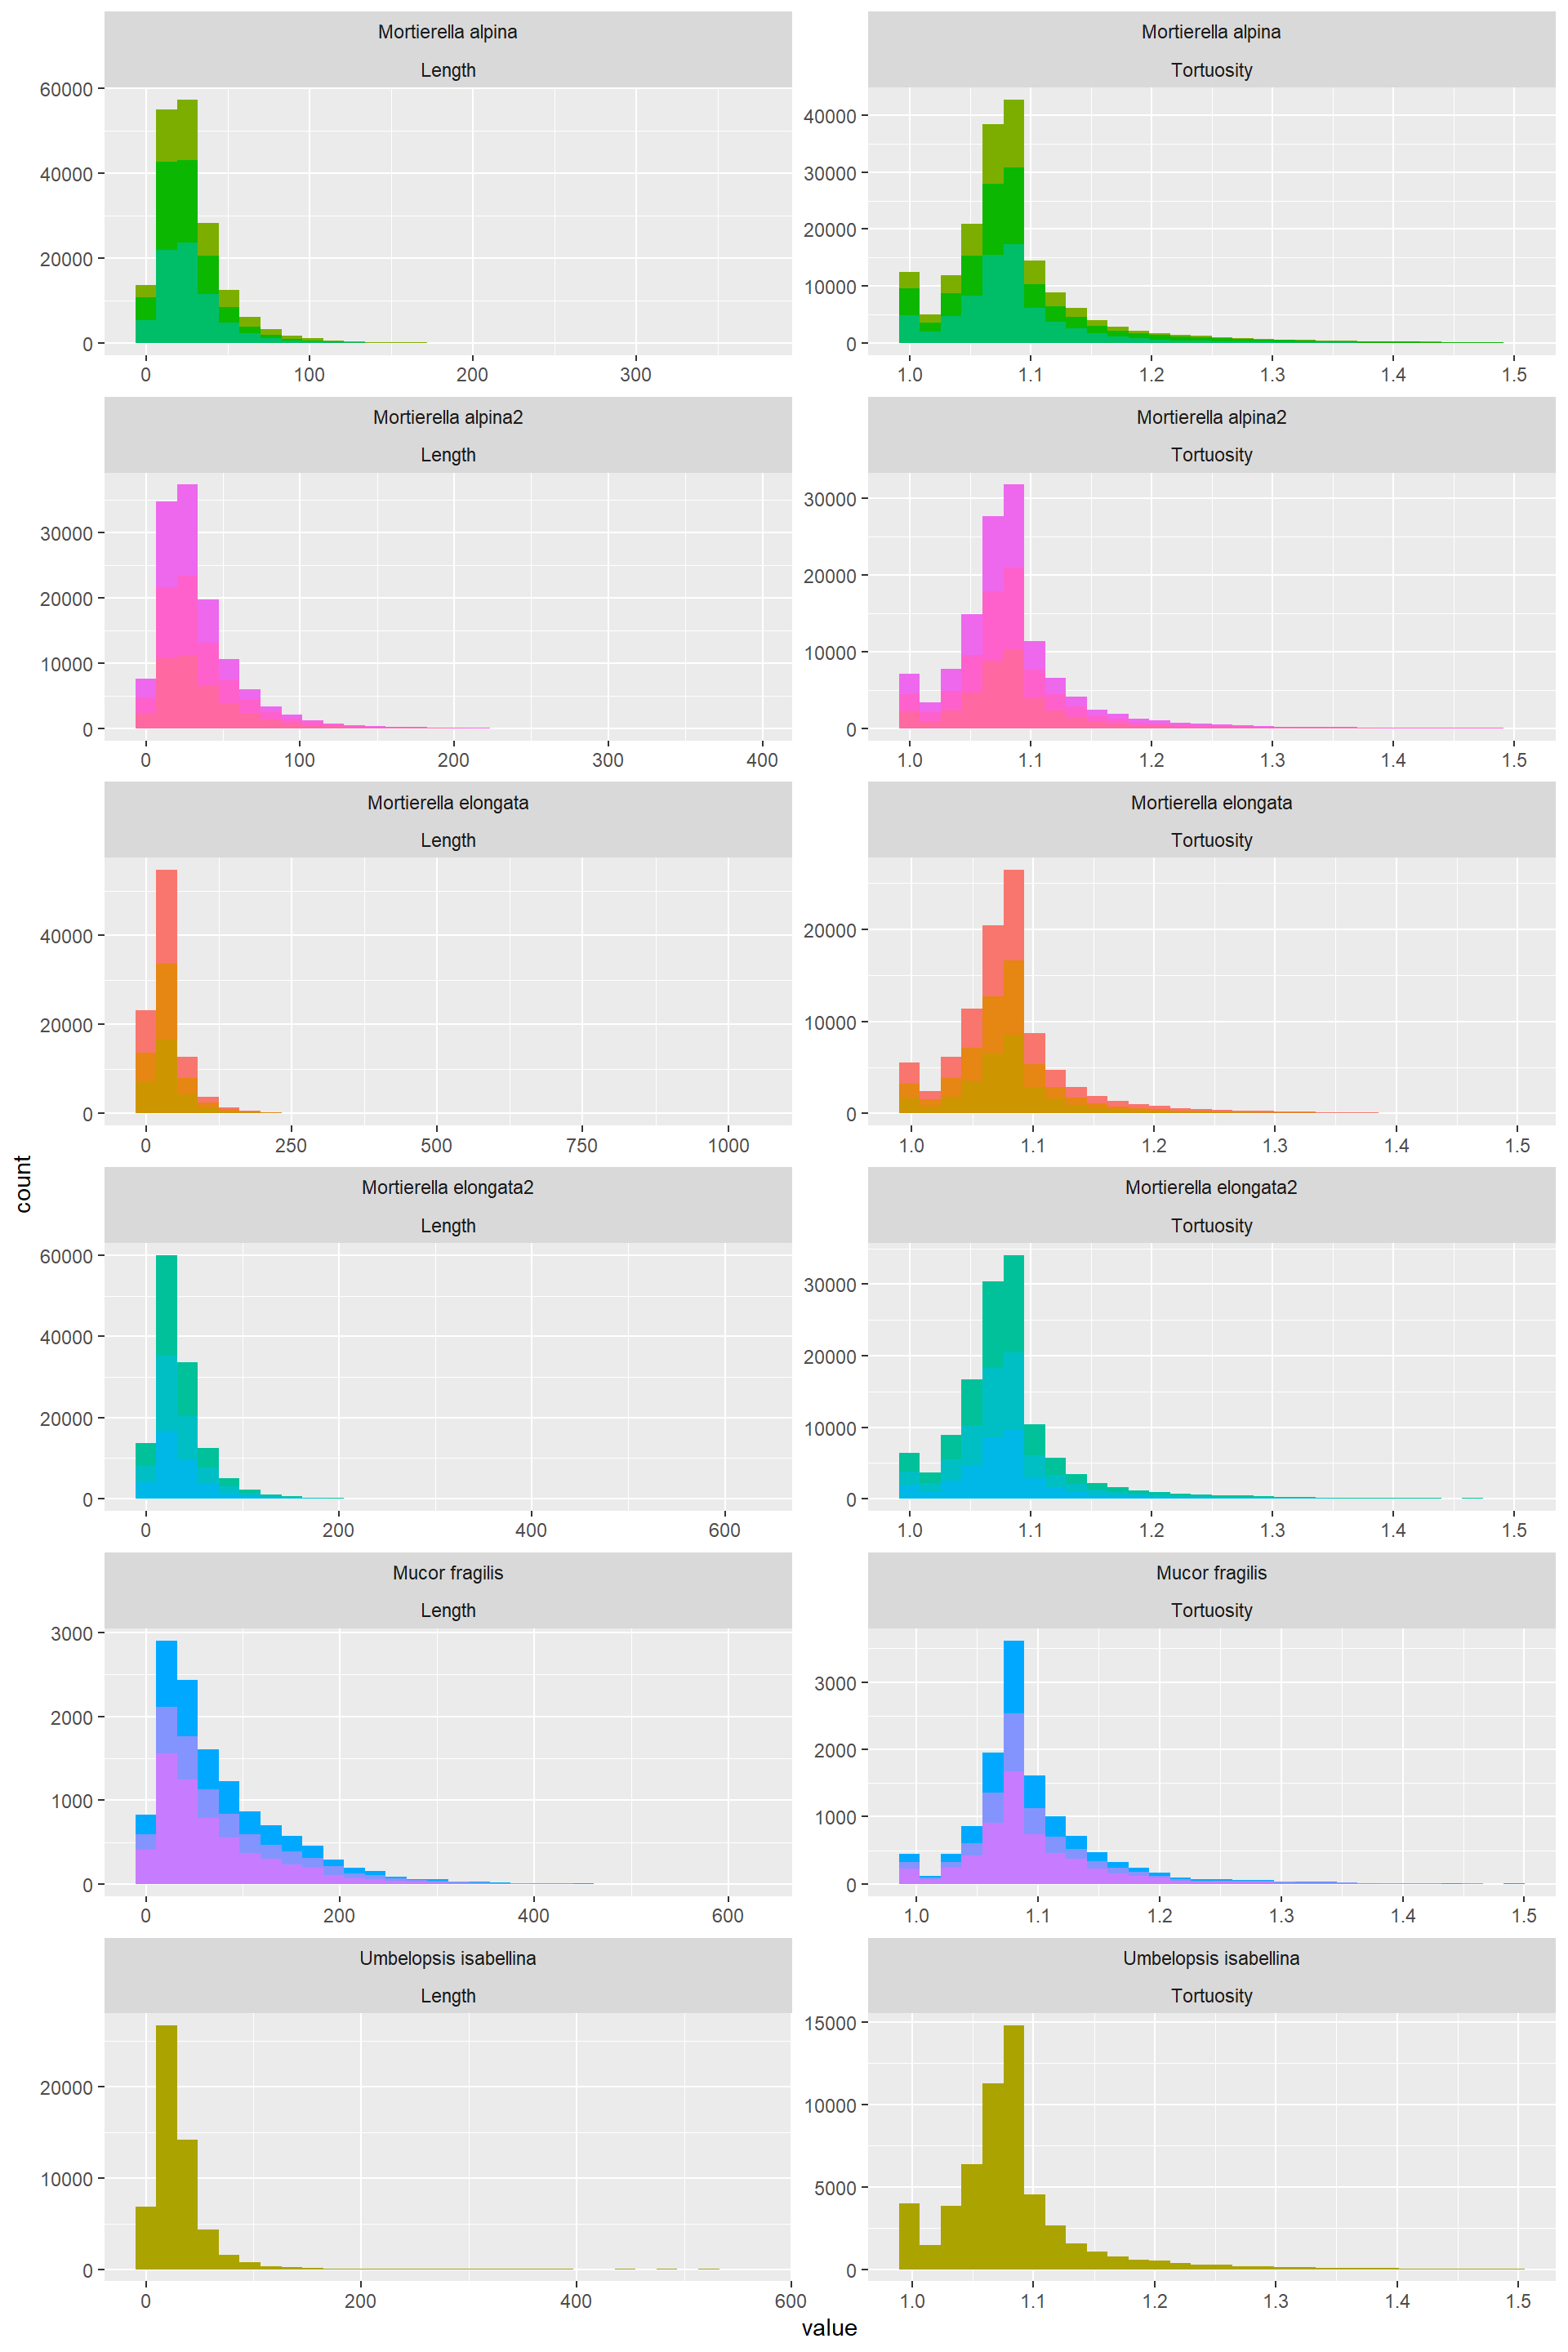 Mortierella alpina
Length
60000
40000
20000
0
0 100 200 300
Mortierella alpina
Tortuosity
40000
30000
20000
10000
0
1.0 1.1 1.2 1.3 1.4 1.5
Mortierella alpina2
Length
30000
20000
10000
0
0 100 200 300 400
Mortierella alpina2
Tortuosity
30000
20000
10000
0
1.0 1.1 1.2 1.3 1.4 1.5
Mortierella elongata
Length
40000
20000
0
0 250 500 750 1000
Mortierella elongata
Tortuosity
20000
10000
0
1.0 1.1 1.2 1.3 1.4 1.5
count
Mortierella elongata2
Length
60000
40000
20000
0
0 200 400 600
Mortierella elongata2
Tortuosity
30000
20000
10000
0
1.0 1.1 1.2 1.3 1.4 1.5
Mucor fragilis
Length
3000
2000
1000
0
0 200 400 600
Mucor fragilis
Tortuosity
3000
2000
1000
0
1.0 1.1 1.2 1.3 1.4 1.5
Umbelopsis isabellina
Length
20000
10000
0
0 200 400 600
Umbelopsis isabellina
Tortuosity
15000
10000
5000
0
1.0 1.1 1.2 1.3 1.4 1.5
value